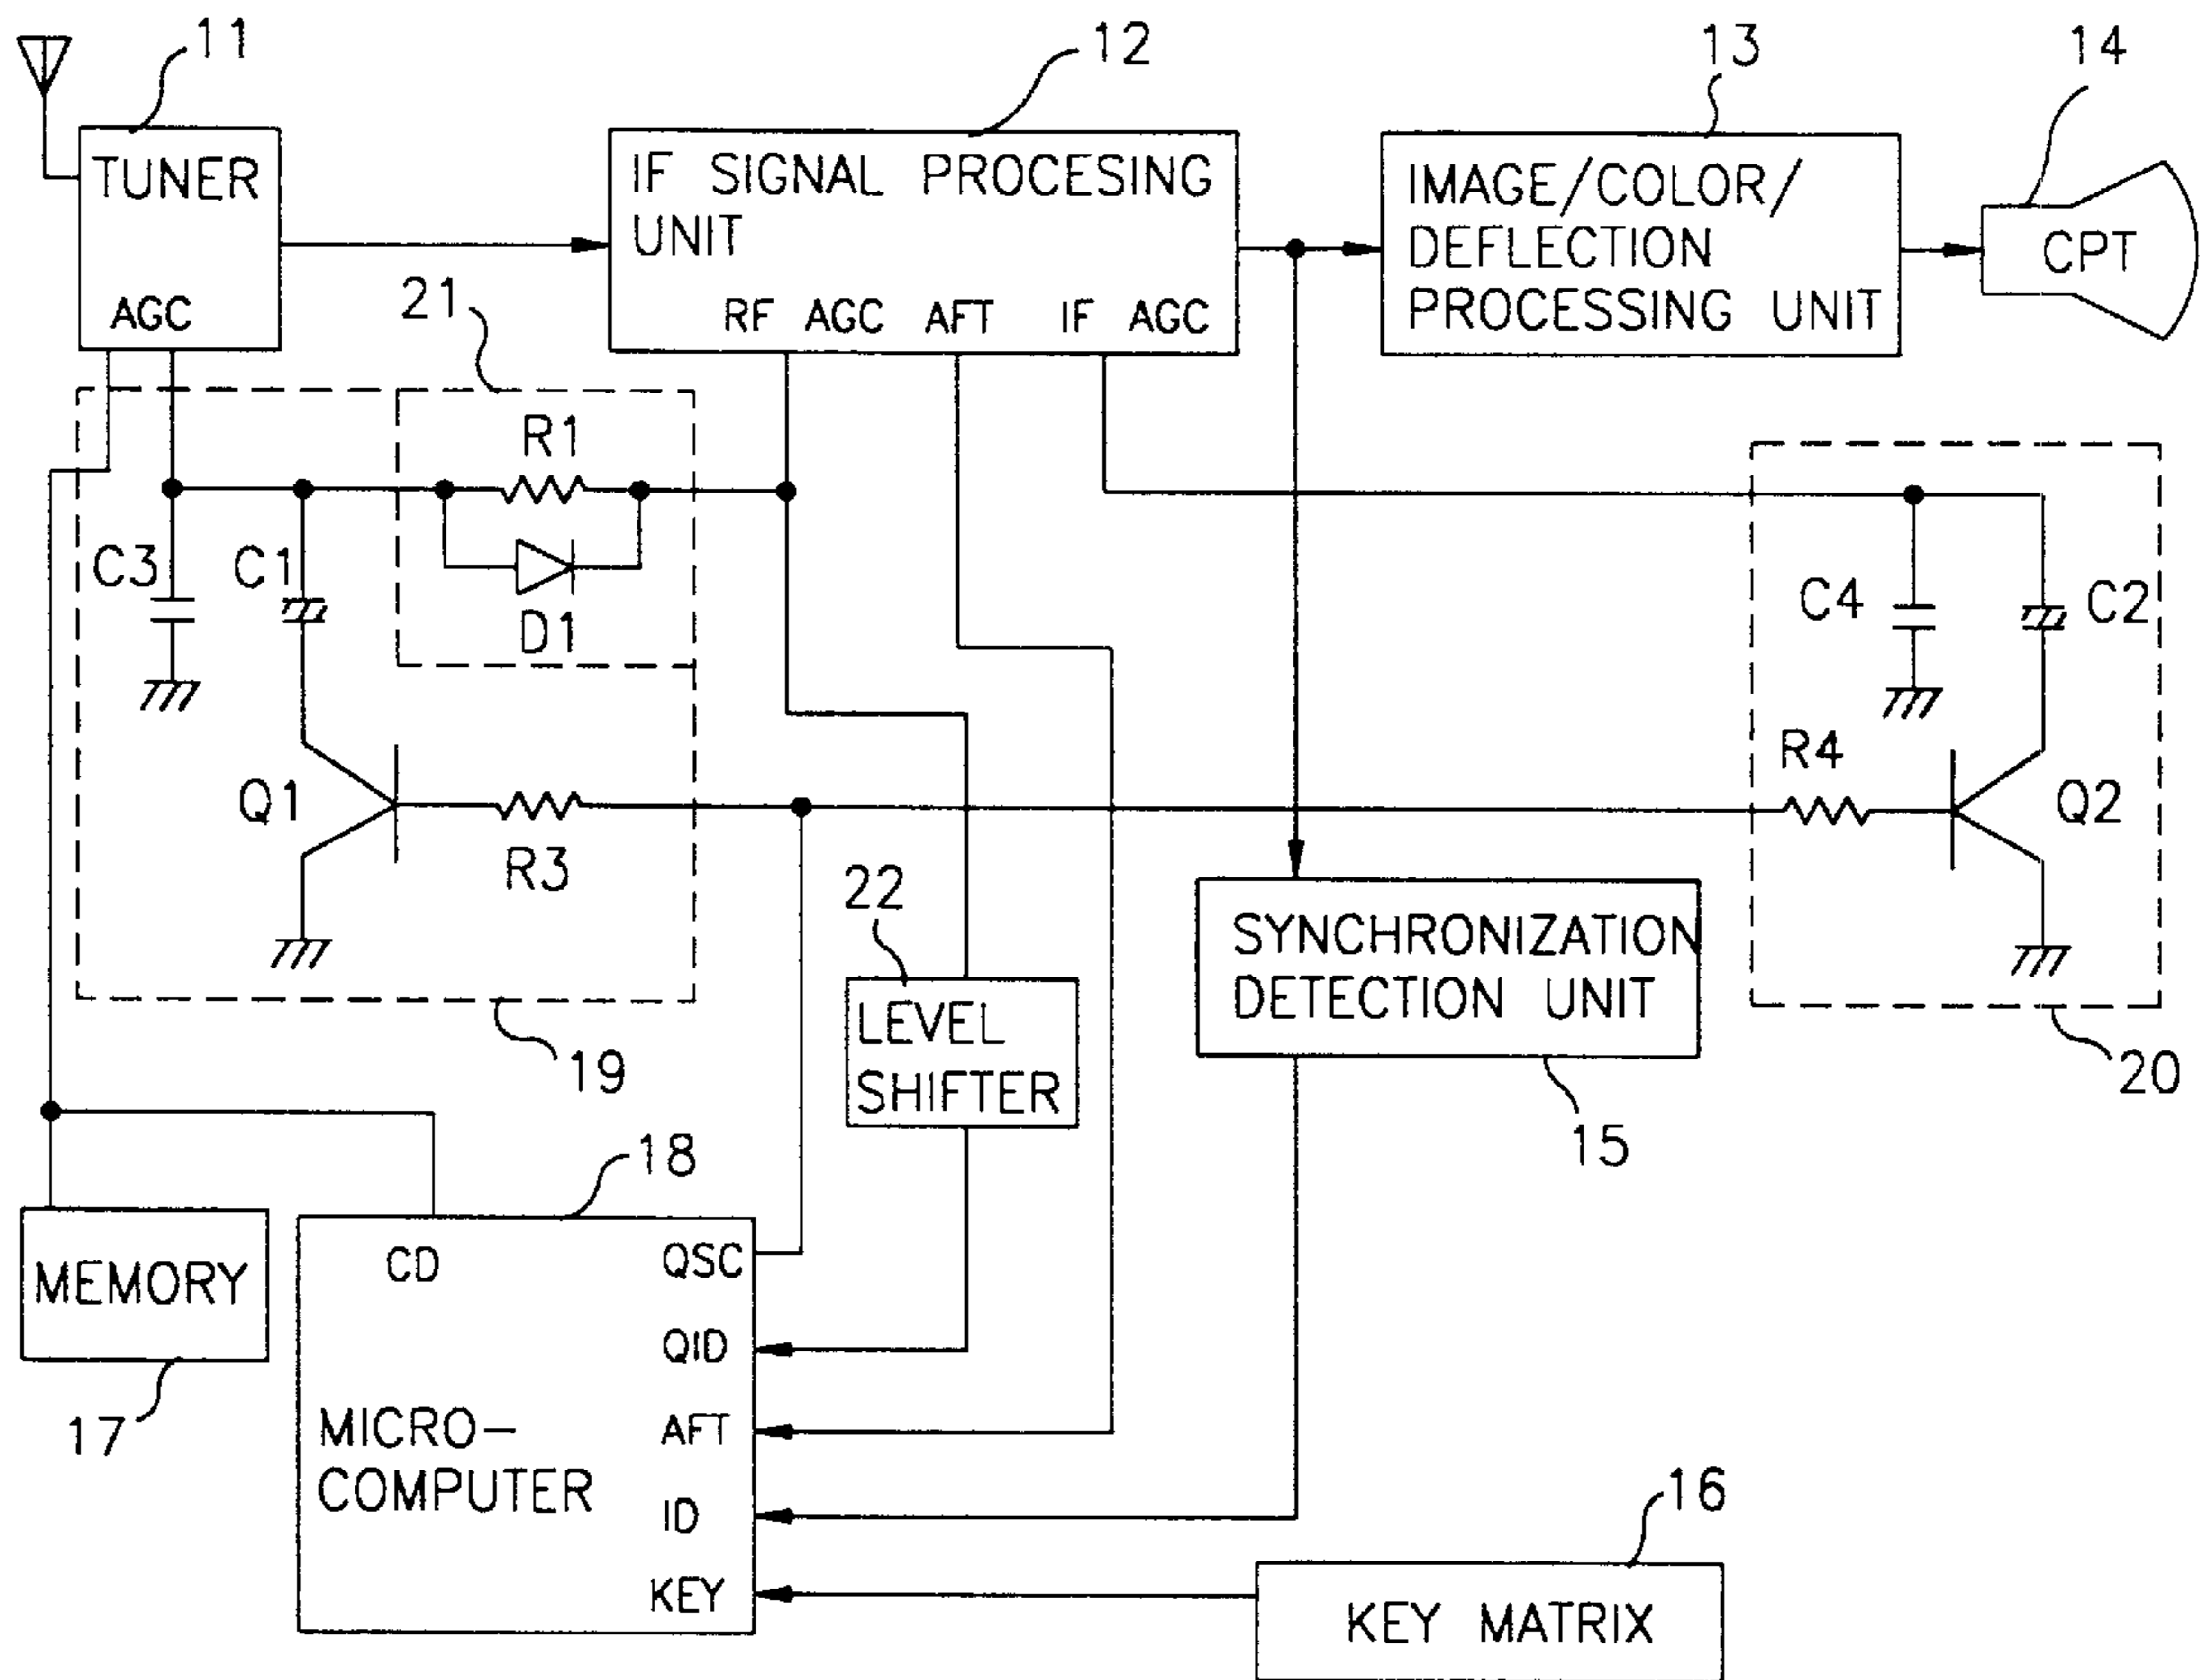 11
12
13
14
TUNER
AGC
IF SIGNAL PROCESING
UNIT
RF AGC AFT IF AGC
IMAGE/COLOR/
DEFLECTION
PROCESSING UNIT
CPT
21
R1
D1
C3
C1
Q1
R3
19
C4
C2
R4
Q2
20
22
LEVEL
SHIFTER
SYNCHRONIZATION
DETECTION UNIT
15
18
MEMORY
17
CD
QSC
QID
AFT
ID
KEY
MICRO-
COMPUTER
16
KEY MATRIX